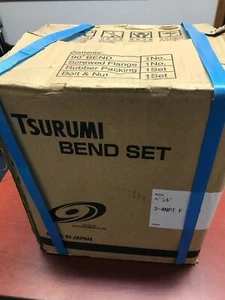 Contents:
90° BEND 1No.
Screwed Flange 1No.
Rubber Packing 1Set
Bolt & Nut 1Set
TSURUMI
BEND SET
ベンド
3-4NPT F
IN JAPAN